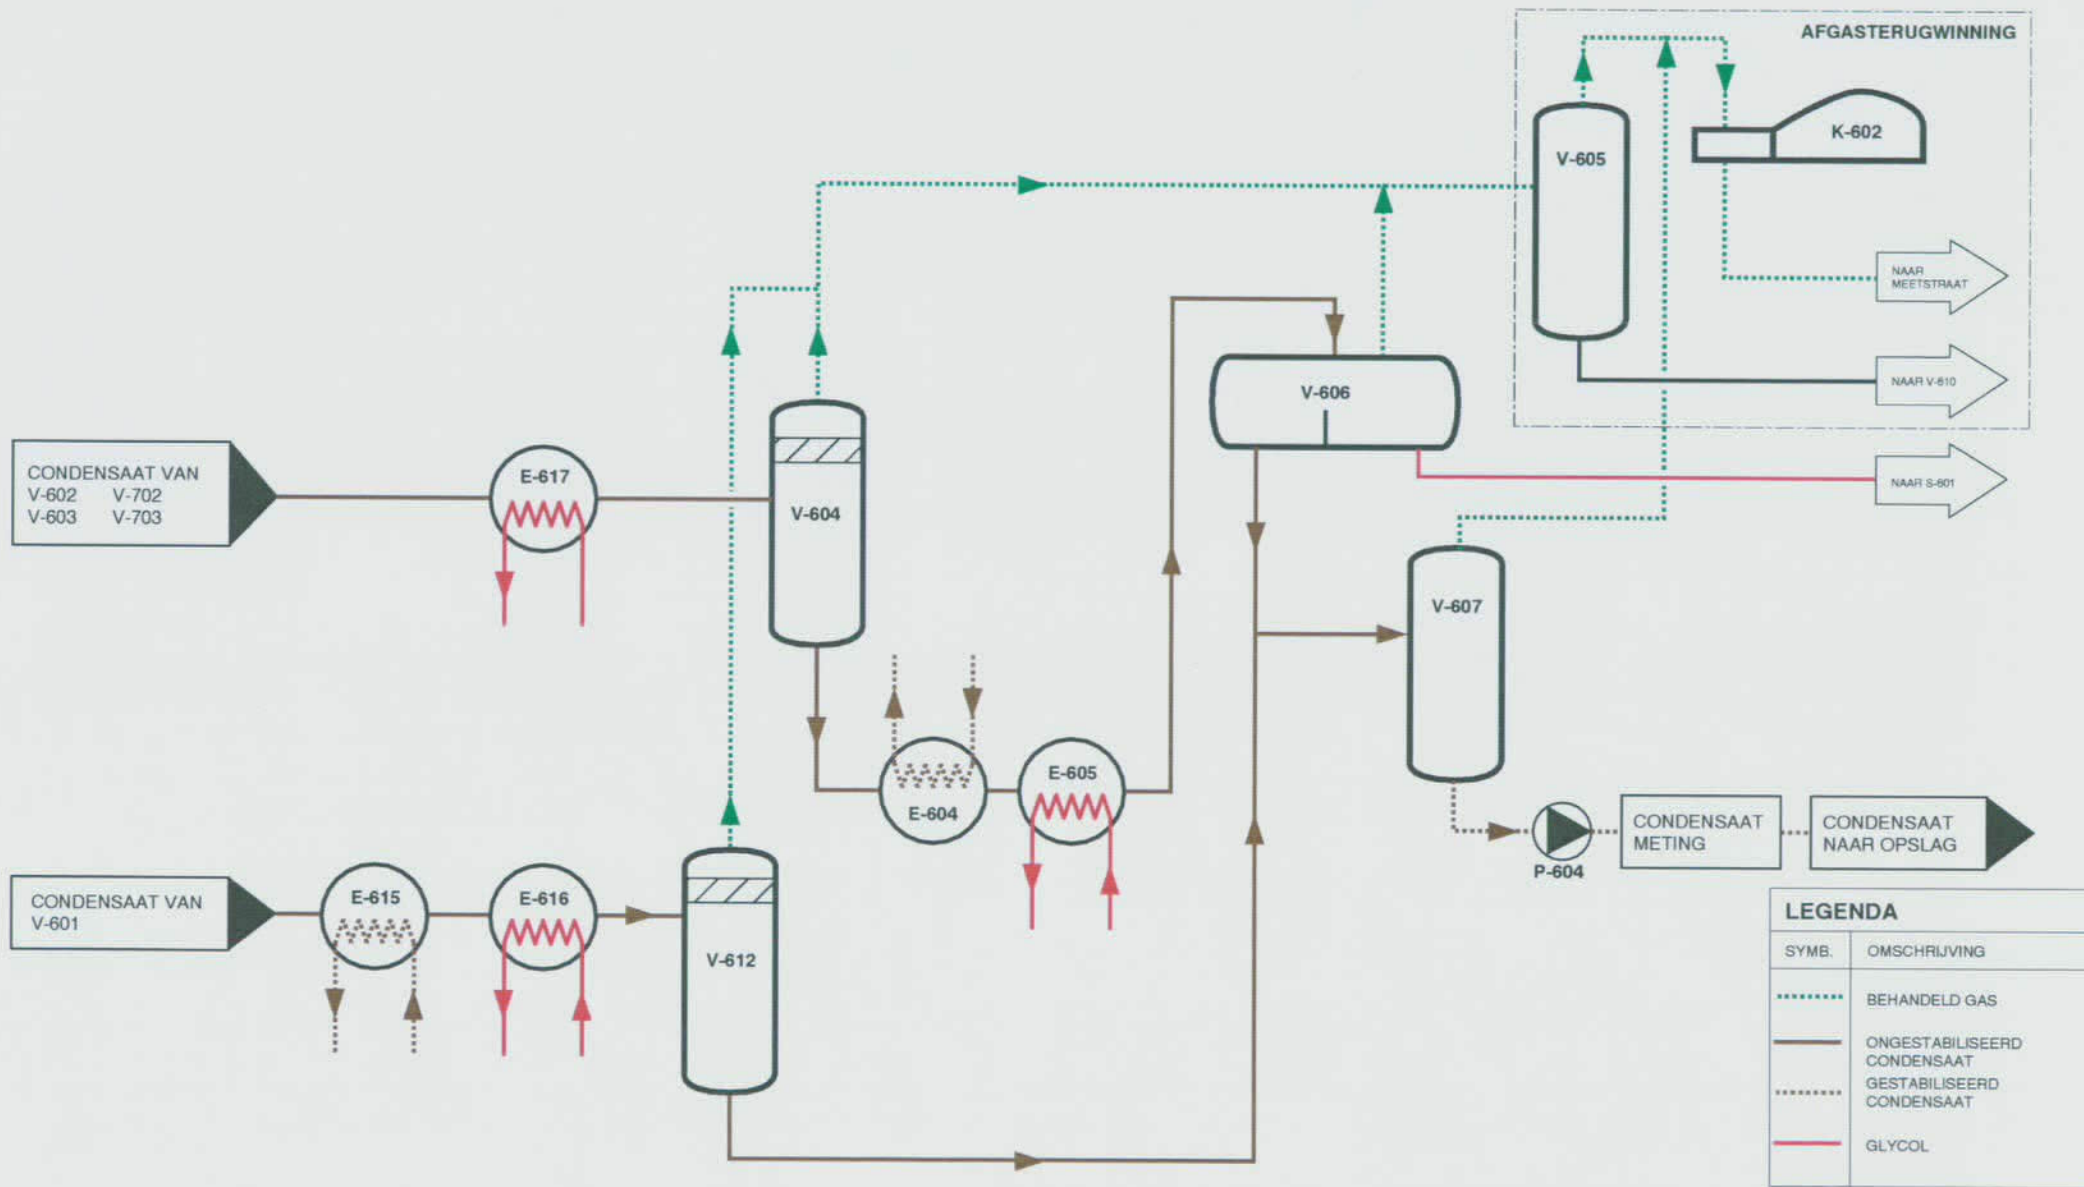 AFGASTERUGWINNING
K-602
V-605
NAAR
MEETSTRAAT
NAAR V-610
V-606
NAAR S-601
CONDENSAAT VAN
V-602 V-702
V-603 V-703
E-617
V-604
V-607
E-604
E-605
P-604
CONDENSAAT
METING
CONDENSAAT
NAAR OPSLAG
CONDENSAAT VAN
V-601
E-615
E-616
V-612
LEGENDA
SYMB. OMSCHRIJVING
BEHANDELD GAS
ONGESTABILISEERD
CONDENSAAT
GESTABILISEERD
CONDENSAAT
GLYCOL